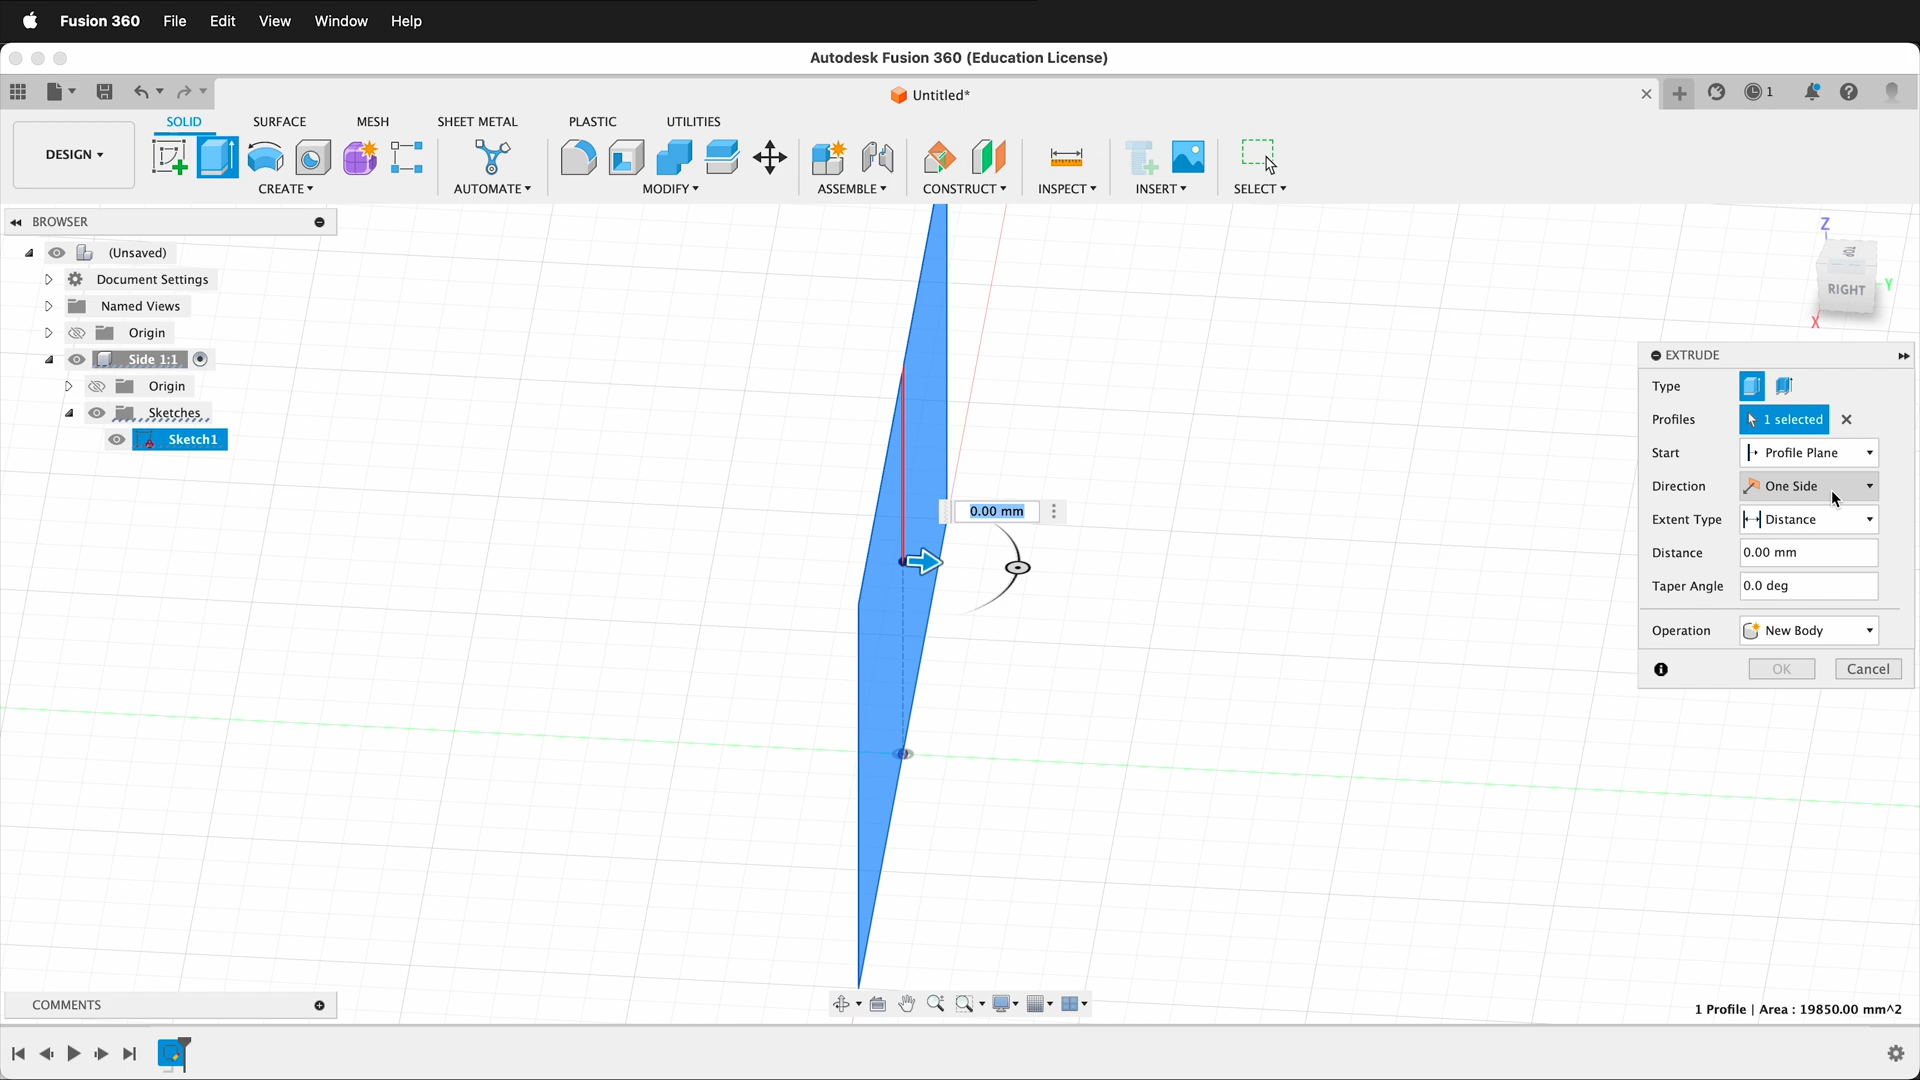 Fusion 360 File Edit View Window Help
Autodesk Fusion 360 (Education License)
Untitled*
1
SOLID SURFACE MESH SHEET METAL PLASTIC UTILITIES
DESIGN
CREATE AUTOMATE MODIFY ASSEMBLE CONSTRUCT INSPECT INSERT SELECT
BROWSER
(Unsaved)
Document Settings
Named Views
Origin
Side 1:1
Origin
Sketches
Sketch1
Z
TOP
RIGHT
Y
X
0.00 mm
EXTRUDE
Type
Profiles 1 selected
Start Profile Plane
Direction One Side
Extent Type Distance
Distance 0.00 mm
Taper Angle 0.0 deg
Operation New Body
OK Cancel
COMMENTS
1 Profile | Area : 19850.00 mm^2